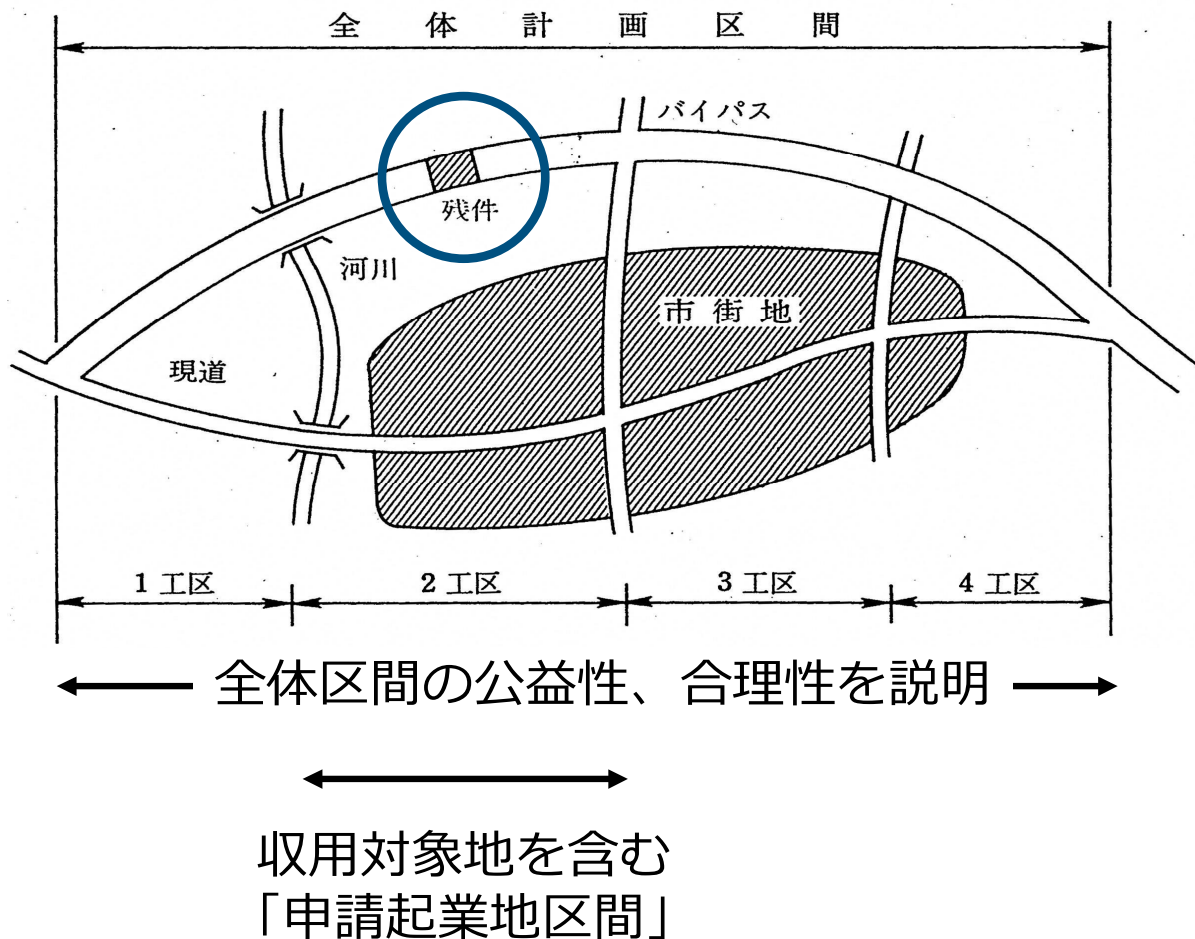 全体計画区間
バイパス
残件
河川
市街地
現道
1工区 2工区 3工区 4工区
全体区間の公益性、合理性を説明
収用対象地を含む
「申請起業地区間」